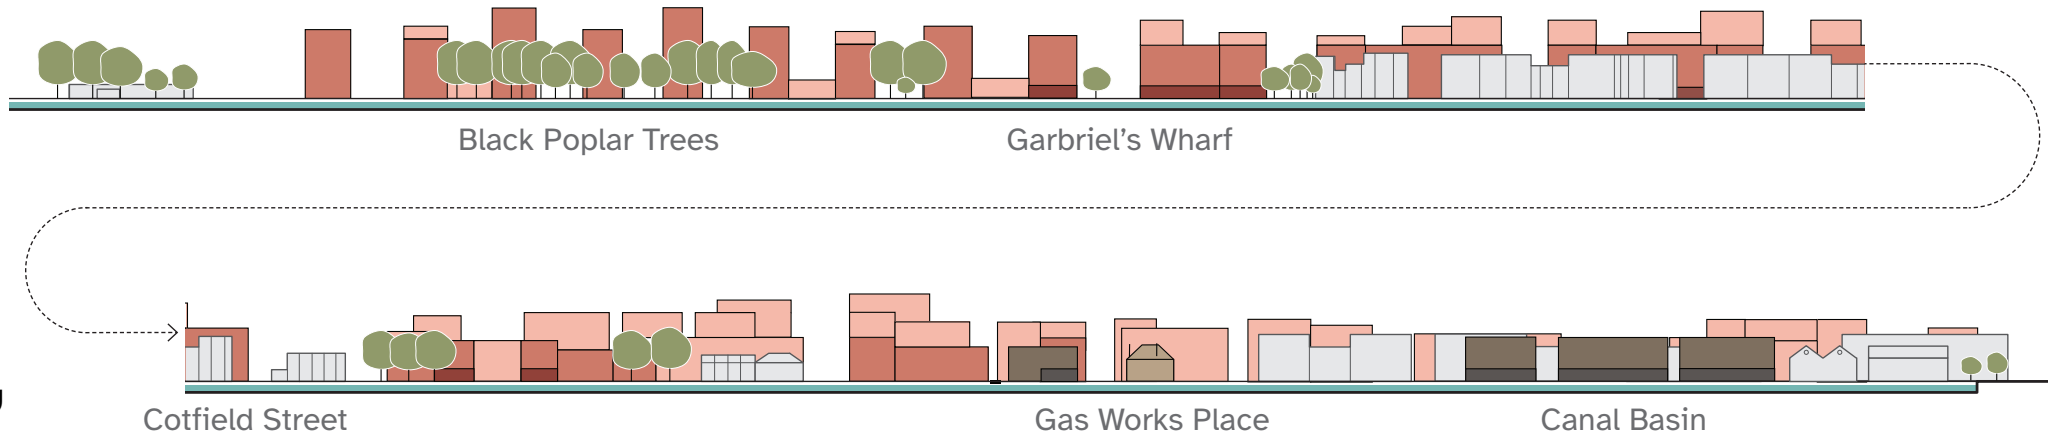 Black Poplar Trees
Garbriel’s Wharf
Cotfield Street
Gas Works Place
Canal Basin